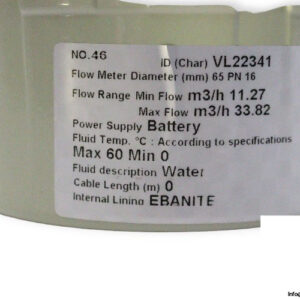 NO.46
ID (Char) VL22341
Flow Meter Diameter (mm) 65 PN 16
Flow Range Min Flow m3/h 11.27
Max Flow m3/h 33.82
Power Supply Battery
Fluid Temp. °C : According to specifications
Max 60 Min 0
Fluid description Water
Cable Length (m) 0
Internal Lining EBANITE